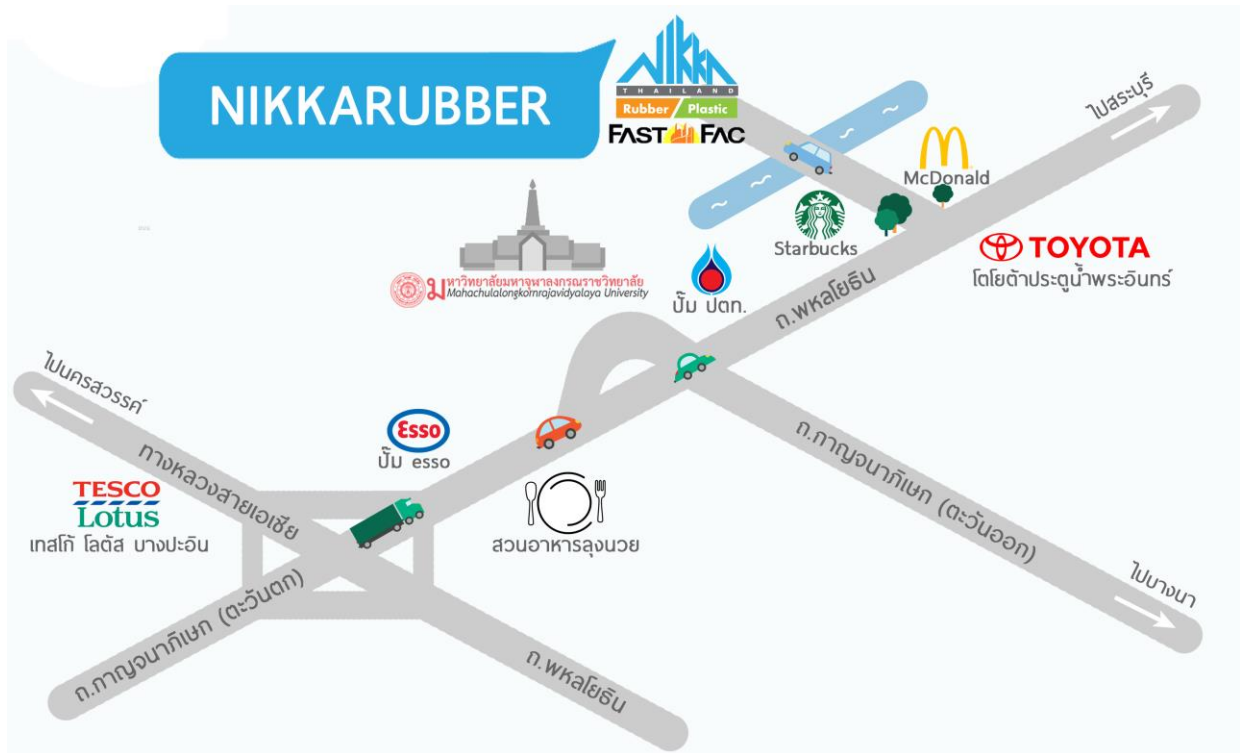 NIKKARUBBER
NIKKA
THAILAND
Rubber Plastic
FAST FAC
ไปสระบุรี
McDonald
Starbucks
TOYOTA
โตโยต้าประตูน้ำพระอินทร์
มหาวิทยาลัยมหาจุฬาลงกรณราชวิทยาลัย
Mahachulalongkornrajavidyalaya University
ปั๊ม ปตท.
ถ.พหลโยธิน
ไปนครสวรรค์
ทางหลวงสายเอเชีย
Esso
ปั๊ม esso
TESCO
Lotus
เทสโก้ โลตัส บางปะอิน
สวนอาหารลุงนวย
ถ.กาญจนาภิเษก (ตะวันออก)
ไปบางนา
ถ.กาญจนาภิเษก (ตะวันตก)
ถ.พหลโยธิน